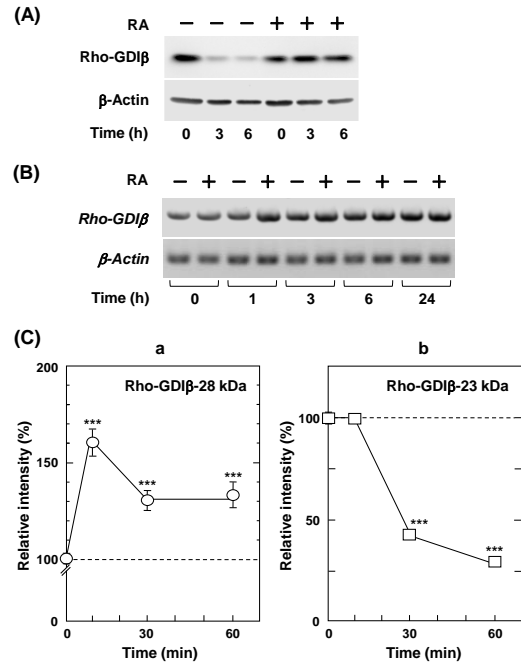 (A)
RA − − − + + +
Rho-GDIβ
β-Actin
Time (h) 0 3 6 0 3 6
(B)
RA − + − + − + − + − +
Rho-GDIβ
β-Actin
Time (h) 0 1 3 6 24
(C)
a
Rho-GDIβ-28 kDa
Relative intensity (%)
200
150
100
0
***
***
***
0 30 60
Time (min)
b
Rho-GDIβ-23 kDa
Relative intensity (%)
100
50
0
***
***
0 30 60
Time (min)